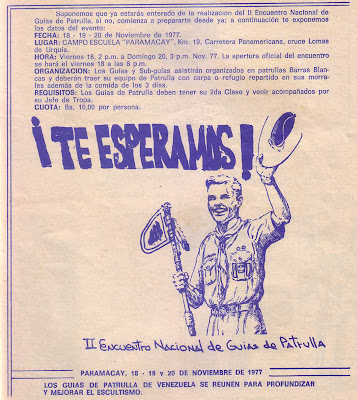 Suponemos que ya estarás enterado de la realizacion del II Encuentro Nacional de
Guías de Patrulla, si no, comienza a prepararte desde ya; a continuación te exponemos
los datos del evento:
FECHA: 18 - 19 - 20 de Noviembre de 1977.
LUGAR: CAMPO ESCUELA "PARAMACAY", Km. 19, Carretera Panamericana, cruce Lomas
de Urquía.
HORA: Viernes 18, 2 p.m. a Domingo 20, 3 p.m. Nov. 77. La apertura oficial del encuentro
se hará el viernes 18 a las 8 p.m.
ORGANIZACION: Los Guías y Sub-guías asistirán organizados en patrullas Barras Blan-
cas y deberán traer su equipo de Patrulla con carpa o refugio repartido en sus morra-
les además de la comida de los 3 días.
REQUISITOS: Los Guías de Patrulla deben tener su 2da Clase y venir acompañados por
su Jefe de Tropa.
CUOTA: Bs. 10,00 por persona.
¡TE ESPERAMOS!
II Encuentro Nacional de Guías de Patrulla
PARAMACAY, 18 - 19 y 20 DE NOVIEMBRE DE 1977
LOS GUIAS DE PATRULLA DE VENEZUELA SE REUNEN PARA PROFUNDIZAR
Y MEJORAR EL ESCULTISMO.